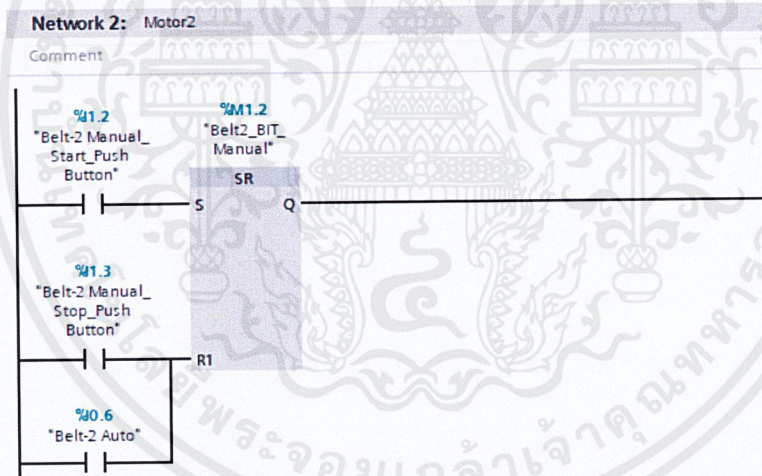 Network 2: Motor2
Comment
%I1.2
"Belt-2 Manual_
Start_Push
Button"
%M1.2
"Belt2_BIT_
Manual"
SR
S
Q
%I1.3
"Belt-2 Manual_
Stop_Push
Button"
R1
%I0.6
"Belt-2 Auto"